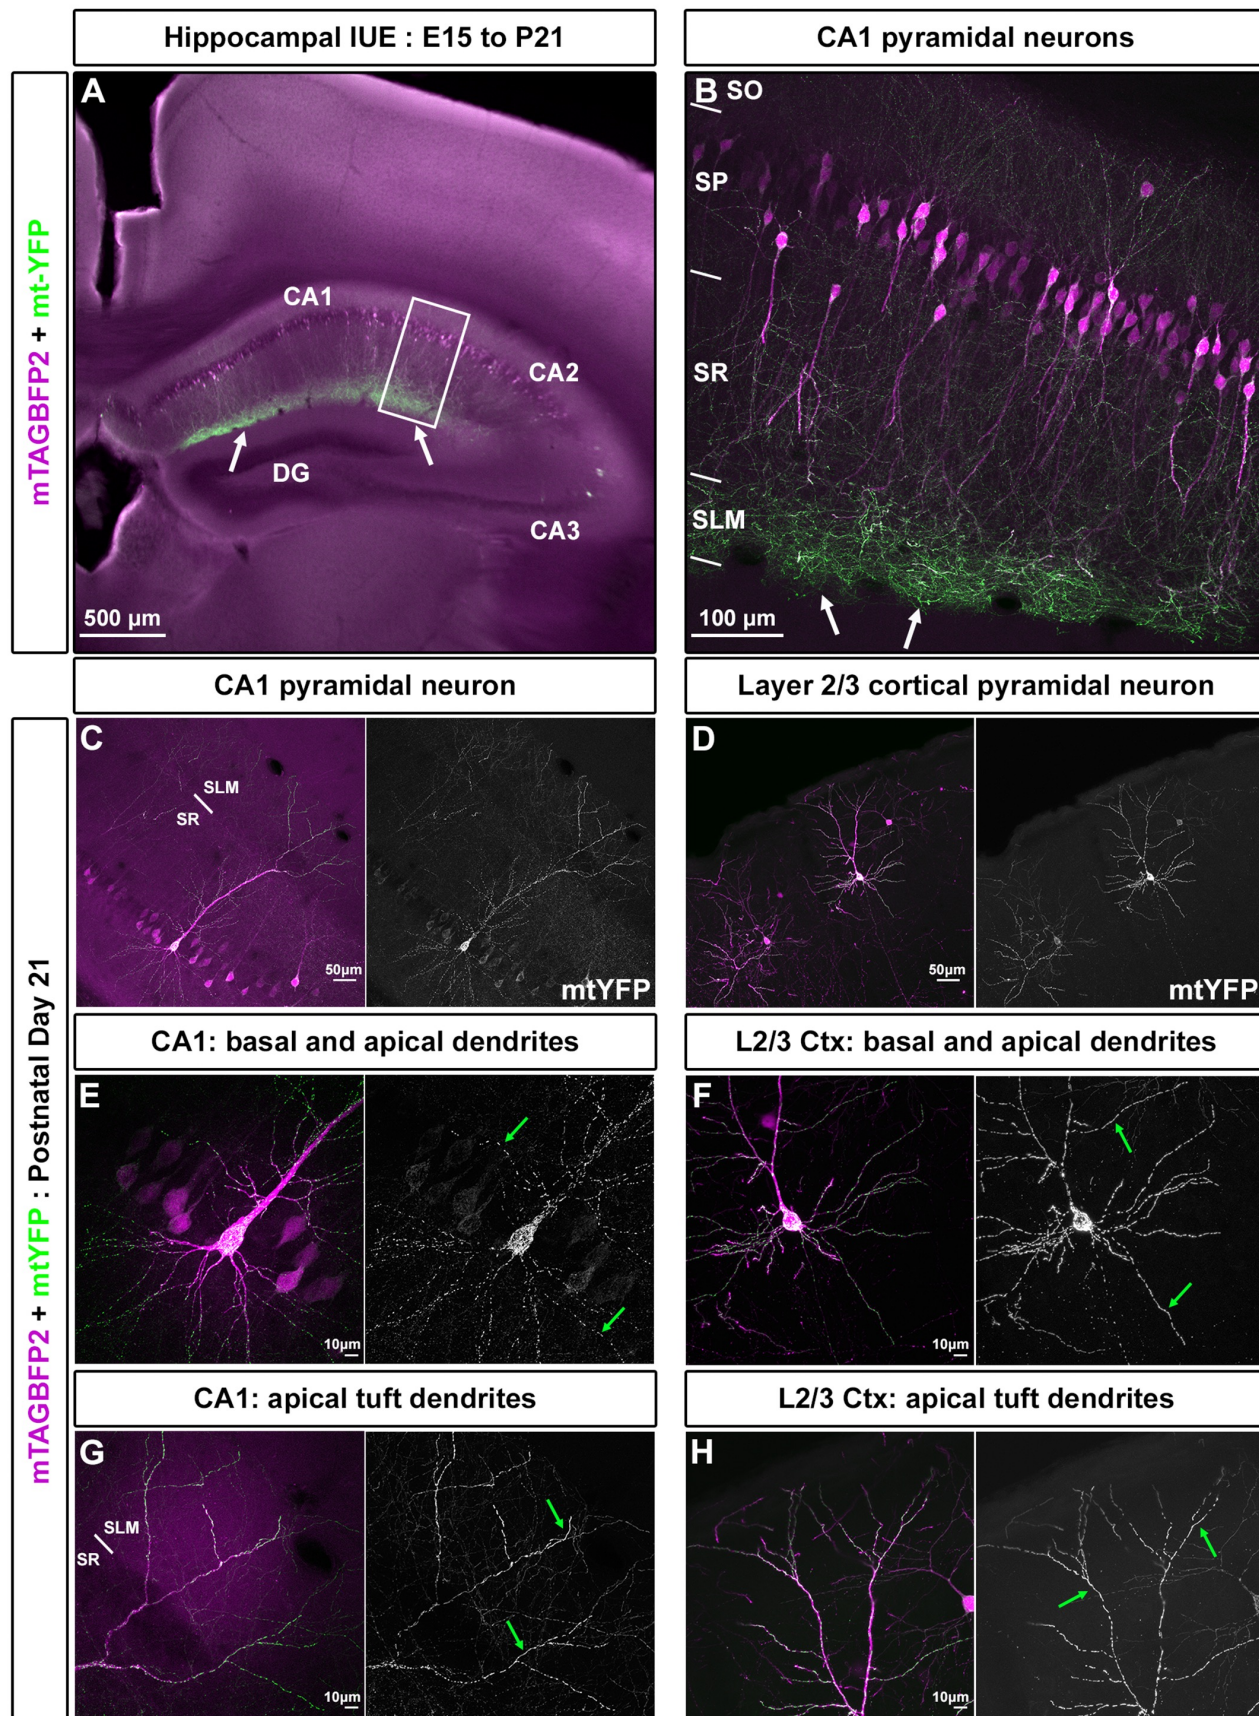 Hippocampal IUE : E15 to P21
CA1 pyramidal neurons
mTAGBFP2 + mt-YFP
A
CA1
CA2
DG
CA3
500 µm
B SO
SP
SR
SLM
100 µm
mTAGBFP2 + mtYFP : Postnatal Day 21
CA1 pyramidal neuron
Layer 2/3 cortical pyramidal neuron
C
SLM
SR
50µm
mtYFP
D
50µm
mtYFP
CA1: basal and apical dendrites
L2/3 Ctx: basal and apical dendrites
E
10µm
F
10µm
CA1: apical tuft dendrites
L2/3 Ctx: apical tuft dendrites
G
SLM
SR
10µm
H
10µm